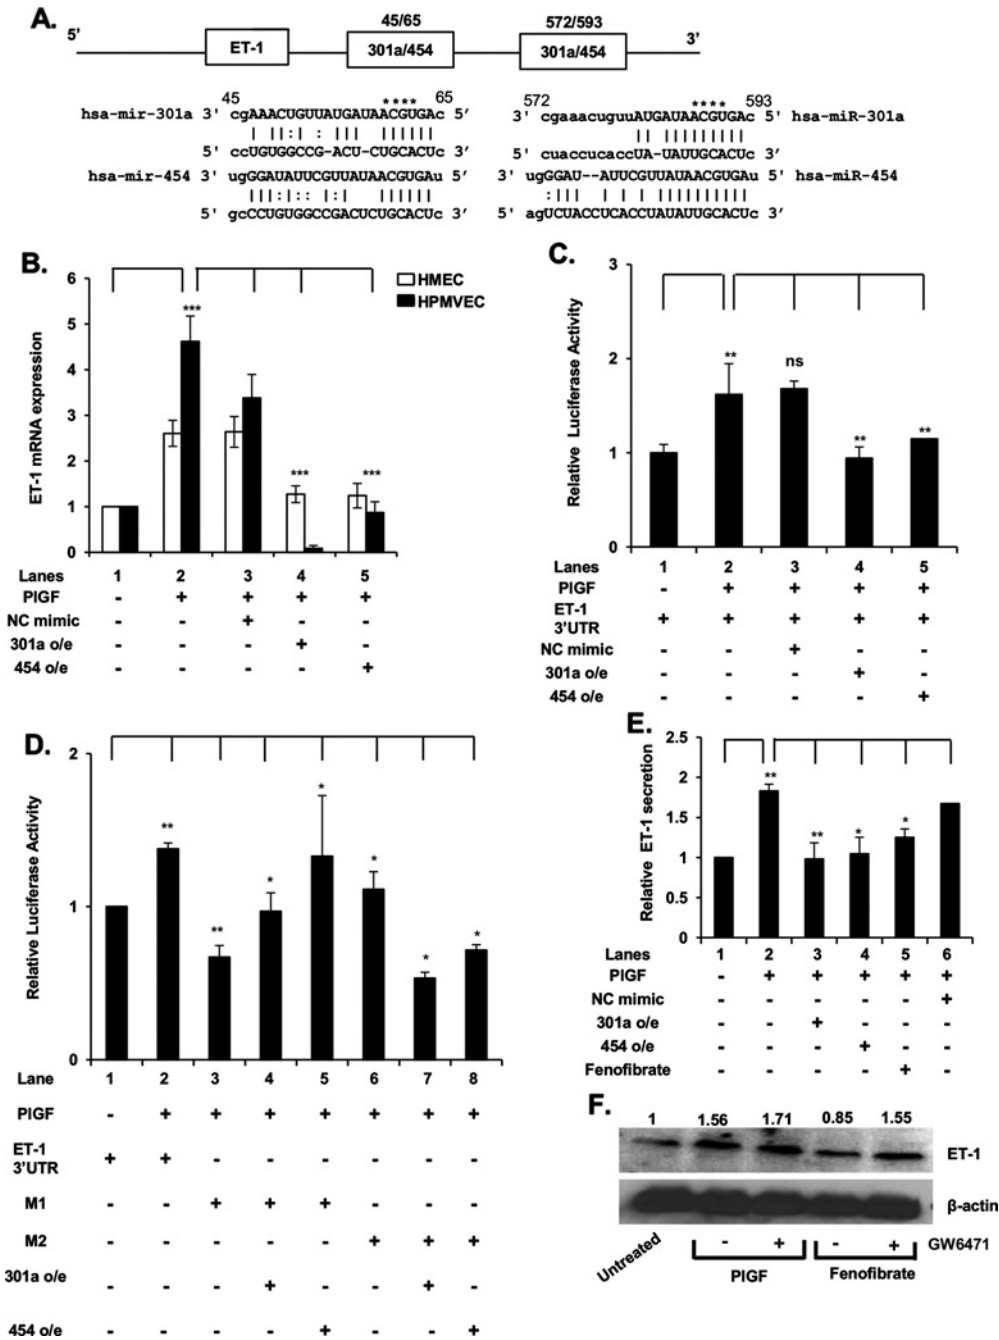 A.
45/65 572/593
5' ET-1 301a/454 301a/454 3'
45 **** 65 572 **** 593
hsa-mir-301a 3' cgAAACUGUUAUGAUAACGUGAc 5' 3' cgaaacuguuAUGAUAACGUGAc 5' hsa-miR-301a
5' ccUGUGGCCG-ACU-CUGCACUc 3' 5' cuaccucaccUA-UAUUGCACUc 3'
hsa-mir-454 3' ugGGAUAUUCGUUAUAACGUGAu 5' 3' ugGGAU--AUUCGUUAUAACGUGAu 5' hsa-miR-454
5' gcCCUGUGGCCGACUCUGCACUc 3' 5' agUCUACCUCACCUAUAUUGCACUc 3'
B.
ET-1 mRNA expression
6
5
4
3
2
1
0
HMEC
HPMVEC
*** *** ***
Lanes 1 2 3 4 5
PlGF - + + + +
NC mimic - - + - -
301a o/e - - - + -
454 o/e - - - - +
C.
Relative Luciferase Activity
3
2
1
0
** ns ** **
Lanes 1 2 3 4 5
PlGF - + + + +
ET-1 3'UTR + + + + +
NC mimic - - + - -
301a o/e - - - + -
454 o/e - - - - +
D.
Relative Luciferase Activity
2
1
0
** ** * * * * *
Lane 1 2 3 4 5 6 7 8
PlGF - + + + + + + +
ET-1 3'UTR + + - - - - - -
M1 - - + + + - - -
M2 - - - - - + + +
301a o/e - - - + - - + -
454 o/e - - - - + - - +
E.
Relative ET-1 secretion
2.5
2
1.5
1
0.5
0
** ** * *
Lanes 1 2 3 4 5 6
PlGF - + + + + +
NC mimic - - - - - +
301a o/e - - + - - -
454 o/e - - - + - -
Fenofibrate - - - - + -
F.
1 1.56 1.71 0.85 1.55
ET-1
β-actin
Untreated - + - + GW6471
PlGF Fenofibrate